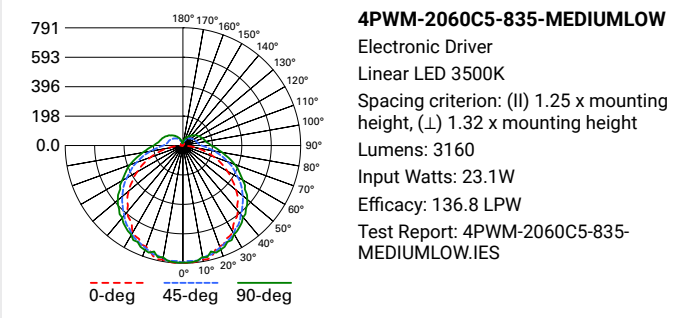 791
593
396
198
0.0
180° 170° 160° 150° 140° 130° 120° 110° 100° 90° 80° 70° 60° 50° 40° 30° 20° 10° 0°
0-deg 45-deg 90-deg
4PWM-2060C5-835-MEDIUMLOW
Electronic Driver
Linear LED 3500K
Spacing criterion: (II) 1.25 x mounting
height, (⊥) 1.32 x mounting height
Lumens: 3160
Input Watts: 23.1W
Efficacy: 136.8 LPW
Test Report: 4PWM-2060C5-835-
MEDIUMLOW.IES